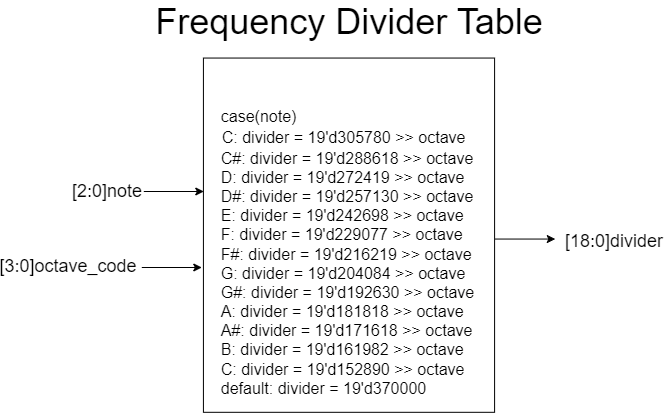 Frequency Divider Table
case(note)
C: divider = 19'd305780 >> octave
C#: divider = 19'd288618 >> octave
D: divider = 19'd272419 >> octave
[2:0]note
D#: divider = 19'd257130 >> octave
E: divider = 19'd242698 >> octave
F: divider = 19'd229077 >> octave
[18:0]divider
F#: divider = 19'd216219 >> octave
[3:0]octave_code
G: divider = 19'd204084 >> octave
G#: divider = 19'd192630 >> octave
A: divider = 19'd181818 >> octave
A#: divider = 19'd171618 >> octave
B: divider = 19'd161982 >> octave
C: divider = 19'd152890 >> octave
default: divider = 19'd370000